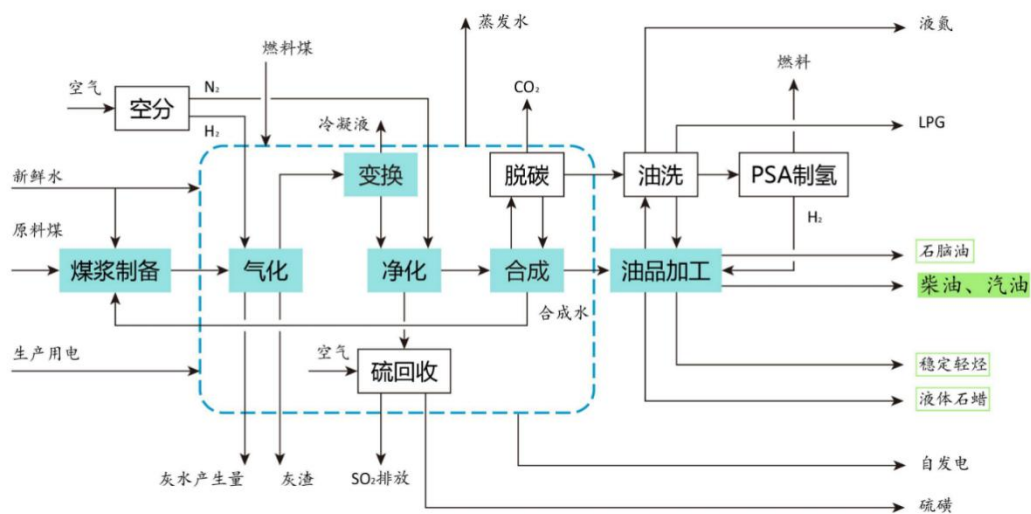 蒸发水
液氮
燃料煤
燃料
空气
空分
N₂
H₂
CO₂
冷凝液
LPG
变换
脱碳
油洗
PSA制氢
新鲜水
H₂
原料煤
煤浆制备
气化
净化
合成
油品加工
石脑油
柴油、汽油
合成水
生产用电
空气
硫回收
稳定轻烃
液体石蜡
灰水产生量
灰渣
SO₂排放
自发电
硫磺